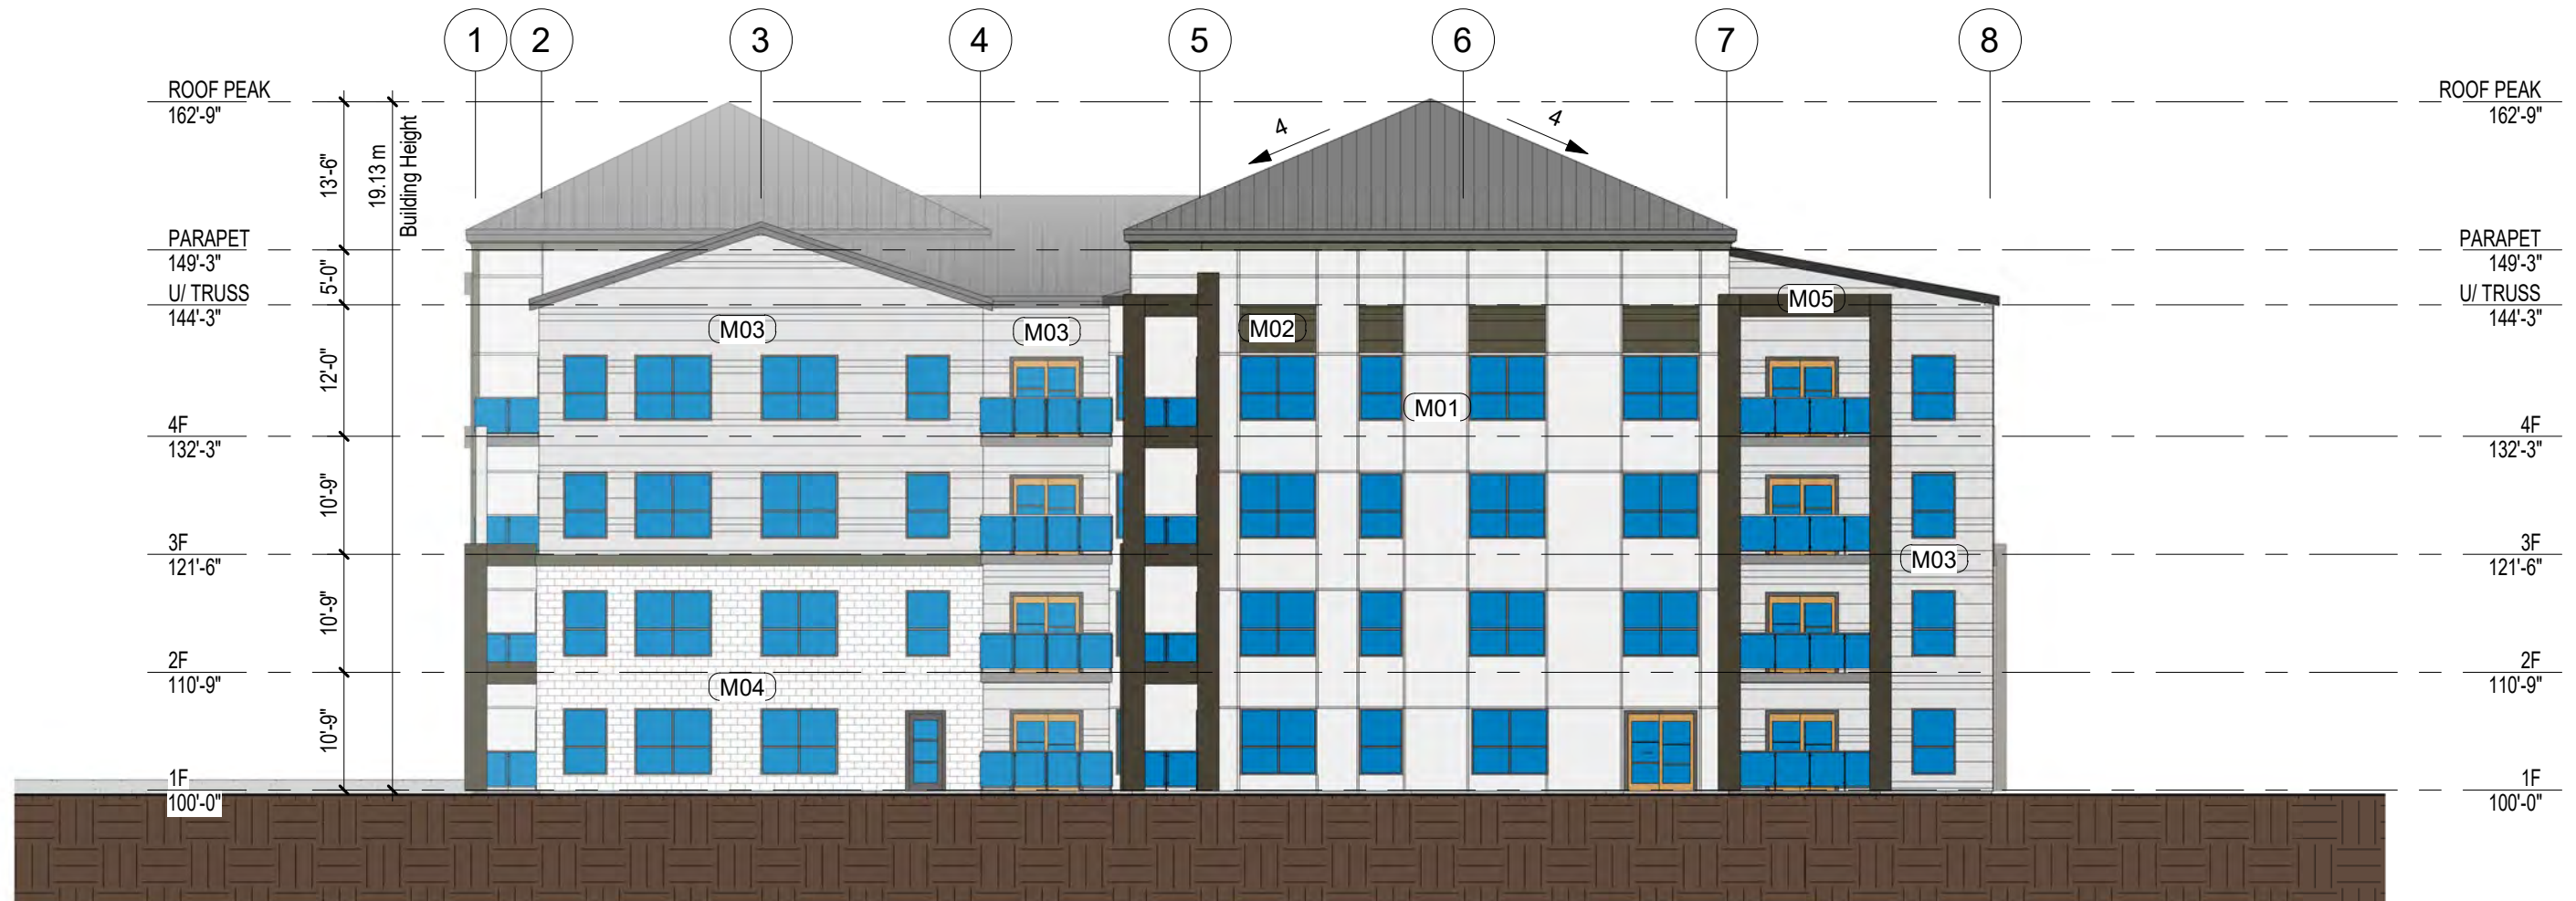 1 2 3 4 5 6 7 8
ROOF PEAK
162'-9"
ROOF PEAK
162'-9"
4
4
13'-6"
19.13 m
Building Height
PARAPET
149'-3"
PARAPET
149'-3"
5'-0"
U/ TRUSS
144'-3"
U/ TRUSS
144'-3"
M05
M03
M03
M02
12'-0"
M01
4F
132'-3"
4F
132'-3"
10'-9"
3F
121'-6"
3F
121'-6"
M03
10'-9"
2F
110'-9"
2F
110'-9"
M04
10'-9"
1F
100'-0"
1F
100'-0"